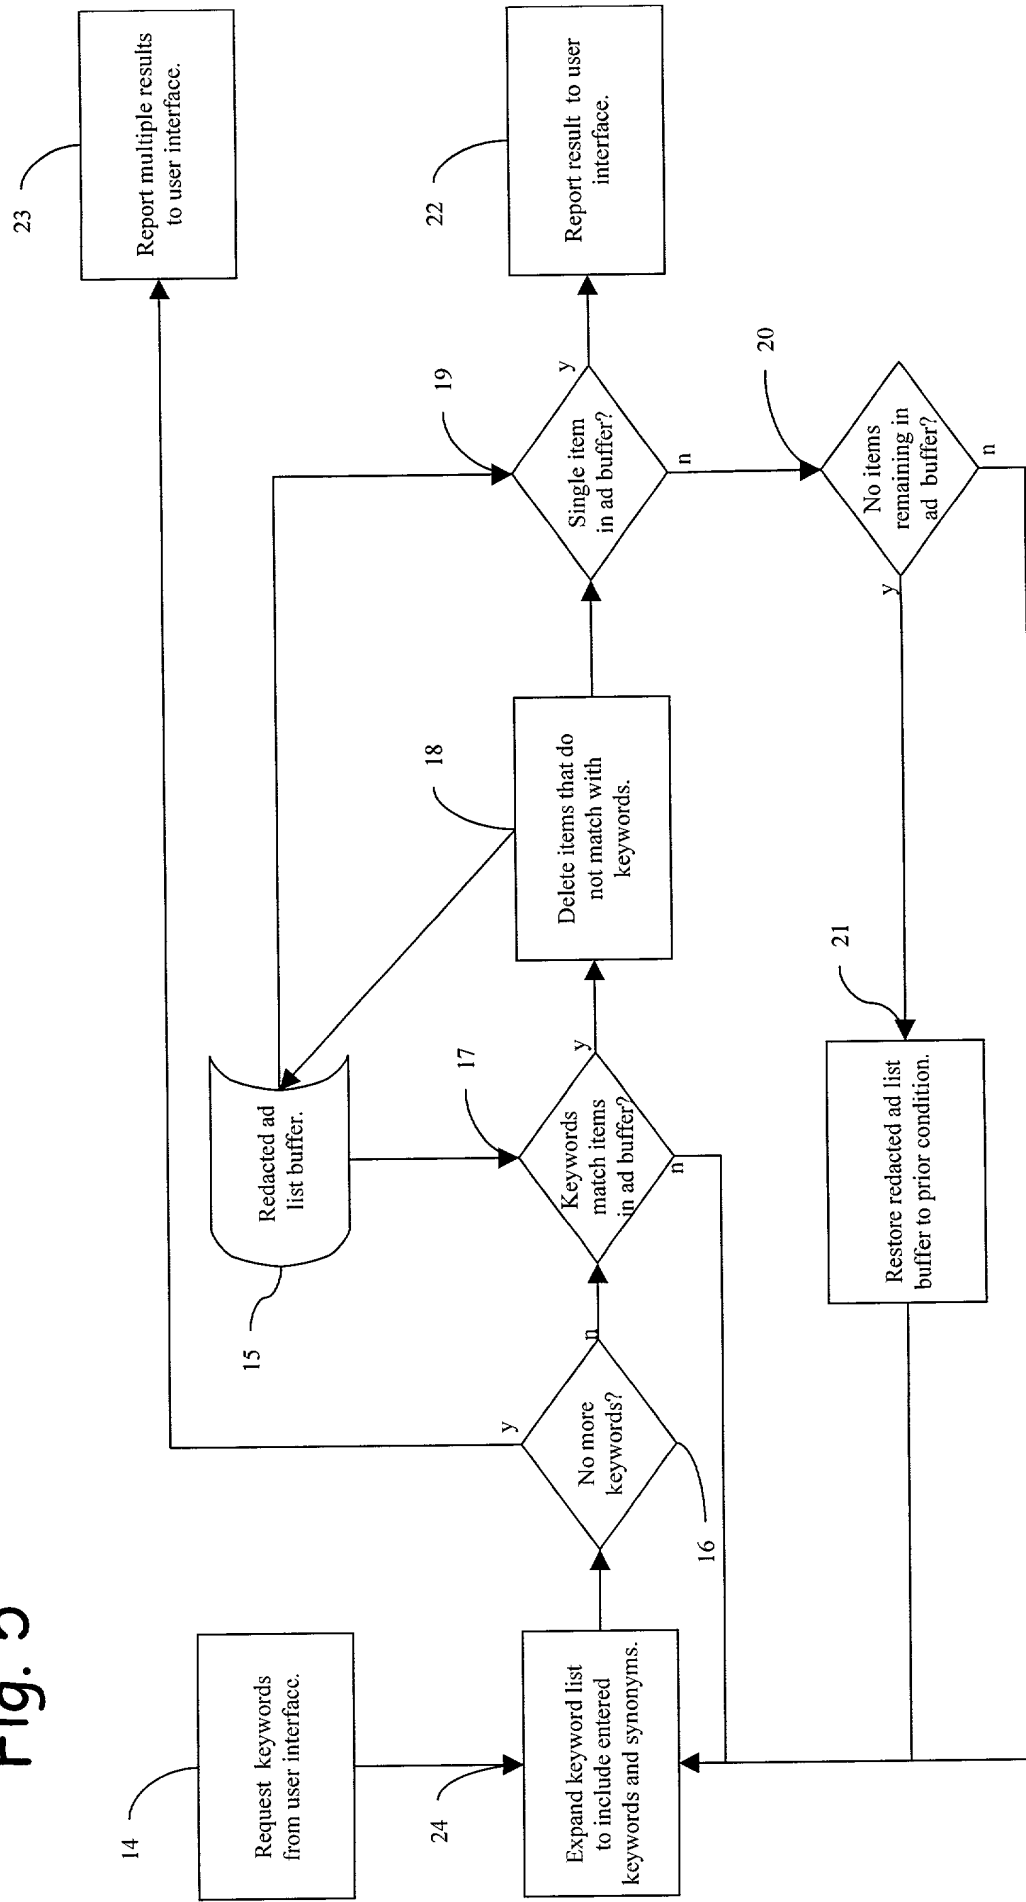 Fig. 5
14
Request keywords
from user interface.
24
Expand keyword list
to include entered
keywords and synonyms.
16
No more
keywords?
y
n
15
Redacted ad
list buffer.
17
Keywords
match items
in ad buffer?
y
n
18
Delete items that do
not match with
keywords.
19
Single item
in ad buffer?
y
n
20
No items
remaining in
ad buffer?
y
n
21
Restore redacted ad list
buffer to prior condition.
22
Report result to user
interface.
23
Report multiple results
to user interface.